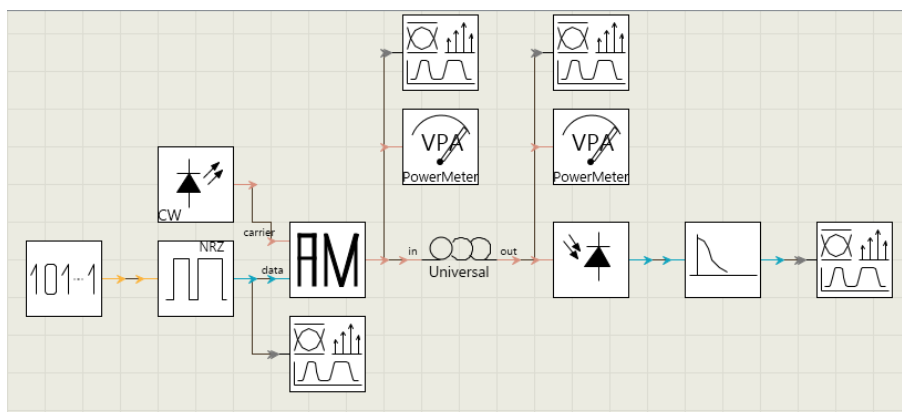 VPA
PowerMeter
VPA
PowerMeter
CW
carrier
NRZ
AM
in
out
101...1
data
Universal